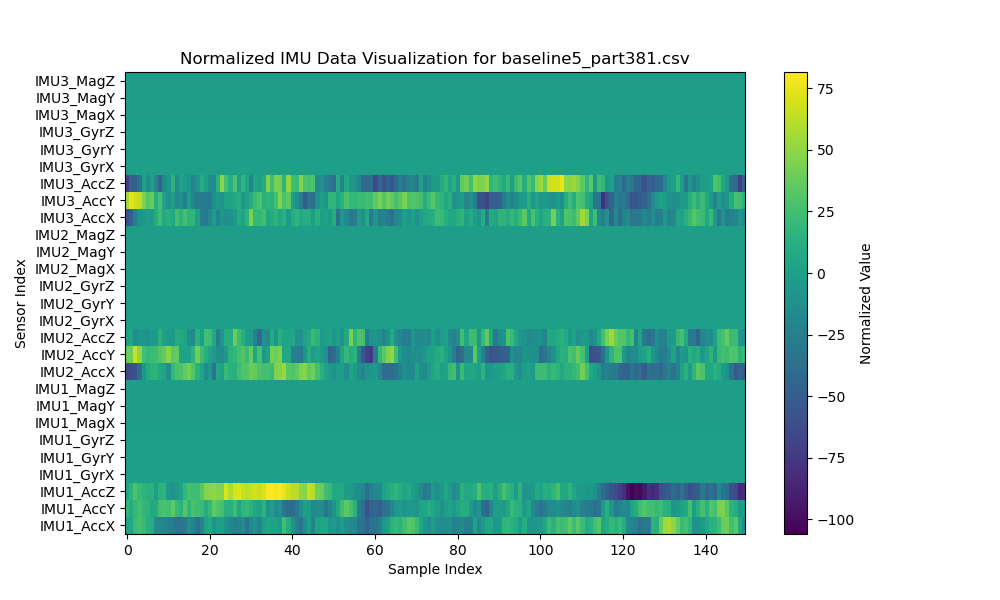 Normalized IMU Data Visualization for baseline5_part381.csv
IMU3_MagZ
IMU3_MagY
IMU3_MagX
IMU3_GyrZ
IMU3_GyrY
IMU3_GyrX
IMU3_AccZ
IMU3_AccY
IMU3_AccX
IMU2_MagZ
IMU2_MagY
IMU2_MagX
IMU2_GyrZ
IMU2_GyrY
IMU2_GyrX
IMU2_AccZ
IMU2_AccY
IMU2_AccX
IMU1_MagZ
IMU1_MagY
IMU1_MagX
IMU1_GyrZ
IMU1_GyrY
IMU1_GyrX
IMU1_AccZ
IMU1_AccY
IMU1_AccX
Sensor Index
0 20 40 60 80 100 120 140
Sample Index
75
50
25
0
−25
−50
−75
−100
Normalized Value